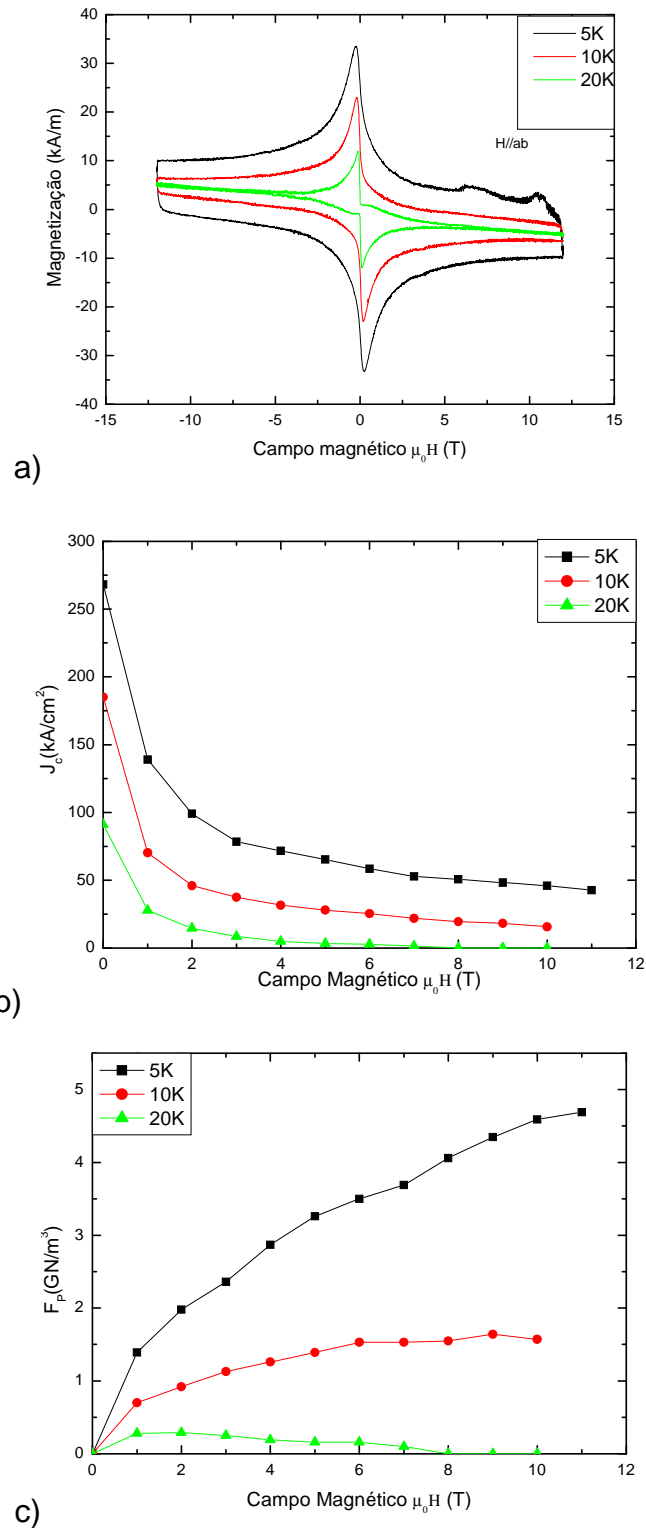 40
30
20
10
0
-10
-20
-30
-40
Magnetização (kA/m)
5K
10K
20K
H//ab
-15 -10 -5 0 5 10 15
Campo magnético μ₀H (T)
a)
300
250
200
150
100
50
0
J_c(kA/cm²)
5K
10K
20K
0 2 4 6 8 10 12
Campo Magnético μ₀H (T)
b)
5
4
3
2
1
0
F_P(GN/m³)
5K
10K
20K
0 2 4 6 8 10 12
Campo Magnético μ₀H (T)
c)